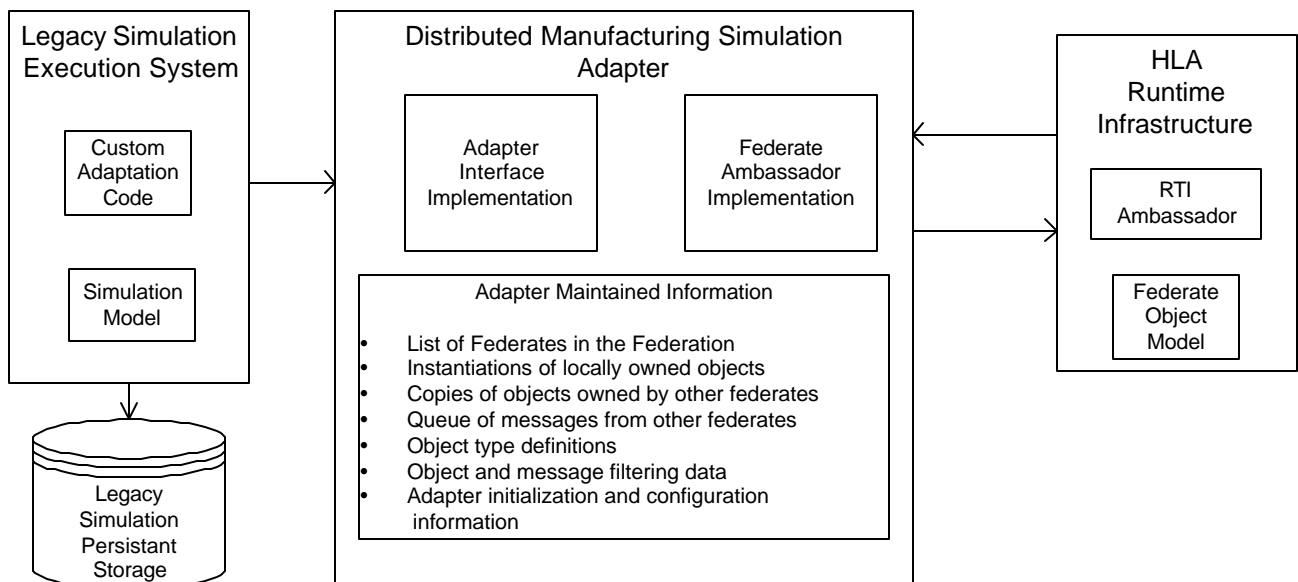 Legacy Simulation
Execution System
Custom
Adaptation
Code
Simulation
Model
Legacy
Simulation
Persistant
Storage
Distributed Manufacturing Simulation
Adapter
Adapter
Interface
Implementation
Federate
Ambassador
Implementation
Adapter Maintained Information
• List of Federates in the Federation
• Instantiations of locally owned objects
• Copies of objects owned by other federates
• Queue of messages from other federates
• Object type definitions
• Object and message filtering data
• Adapter initialization and configuration
information
HLA
Runtime
Infrastructure
RTI
Ambassador
Federate
Object
Model